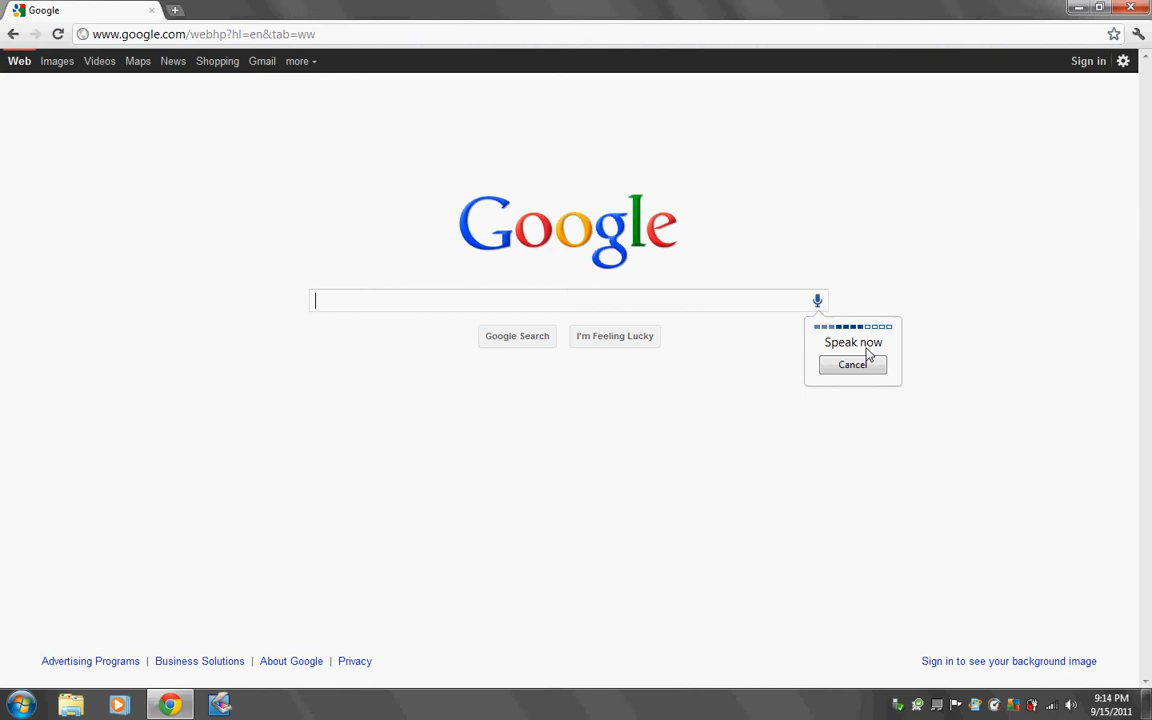 Google
www.google.com/webhp?hl=en&tab=ww
Web Images Videos Maps News Shopping Gmail more Sign in
Google
Speak now
Google Search I'm Feeling Lucky
Cancel
Advertising Programs | Business Solutions | About Google | Privacy Sign in to see your background image
9:14 PM
9/15/2011